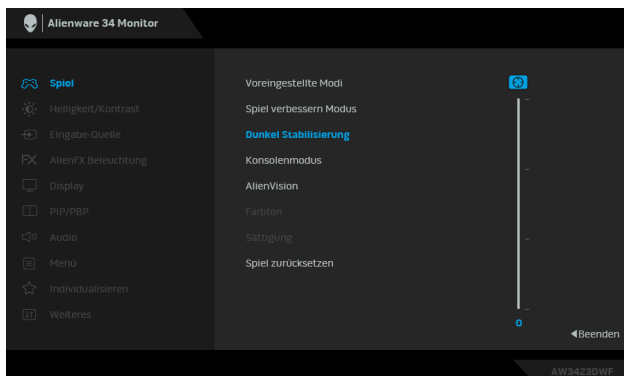 Alienware 34 Monitor
Spiel
Helligkeit/Kontrast
Eingabe-Quelle
AlienFX Beleuchtung
Display
PIP/PBP
Audio
Menü
Individualisieren
Weiteres
Voreingestellte Modi
Spiel verbessern Modus
Dunkel Stabilisierung
Konsolenmodus
AlienVision
Farbton
Sättigung
Spiel zurücksetzen
0
Beenden
AW3423DWF